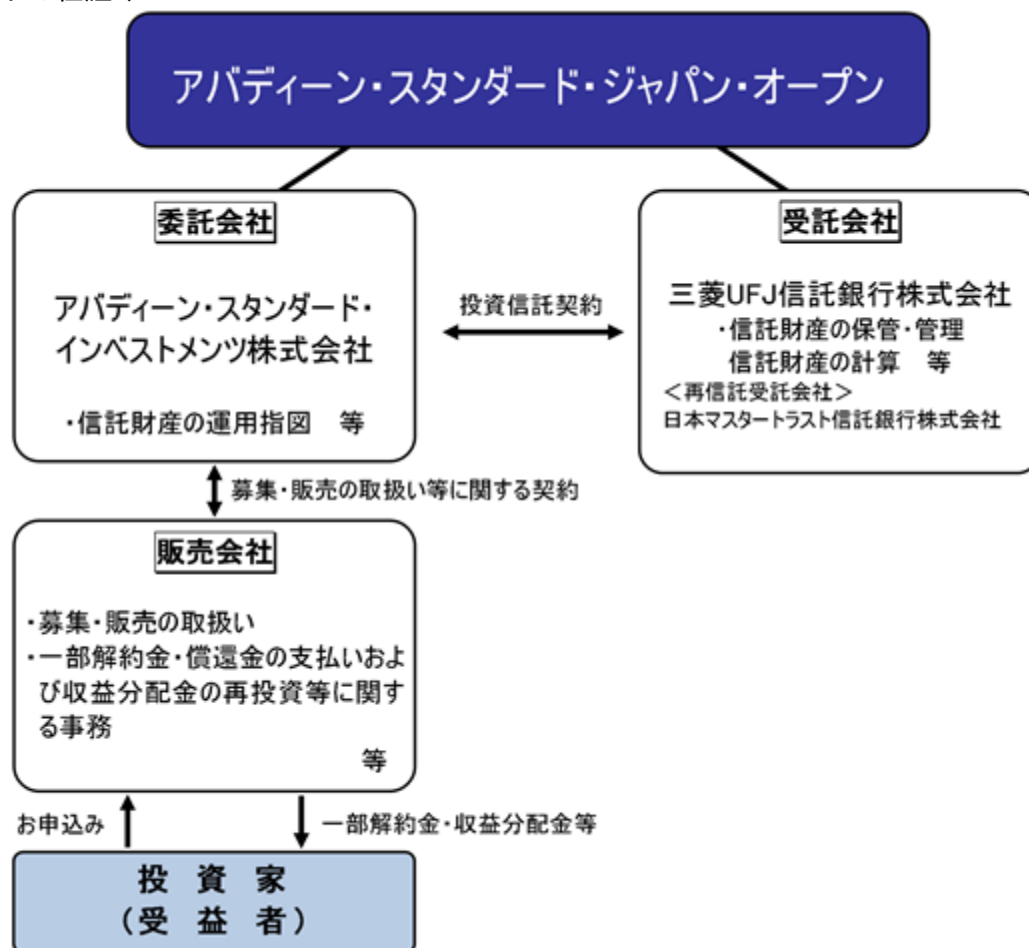 アバディーン・スタンダード・ジャパン・オープン
委託会社
アバディーン・スタンダード・
インベストメンツ株式会社
・信託財産の運用指図　等
投資信託契約
受託会社
三菱UFJ信託銀行株式会社
・信託財産の保管・管理
信託財産の計算　等
＜再信託受託会社＞
日本マスタートラスト信託銀行株式会社
募集・販売の取扱い等に関する契約
販売会社
・募集・販売の取扱い
・一部解約金・償還金の支払いおよ
び収益分配金の再投資等に関す
る事務
等
お申込み
一部解約金・収益分配金等
投　資　家
（受　益　者）